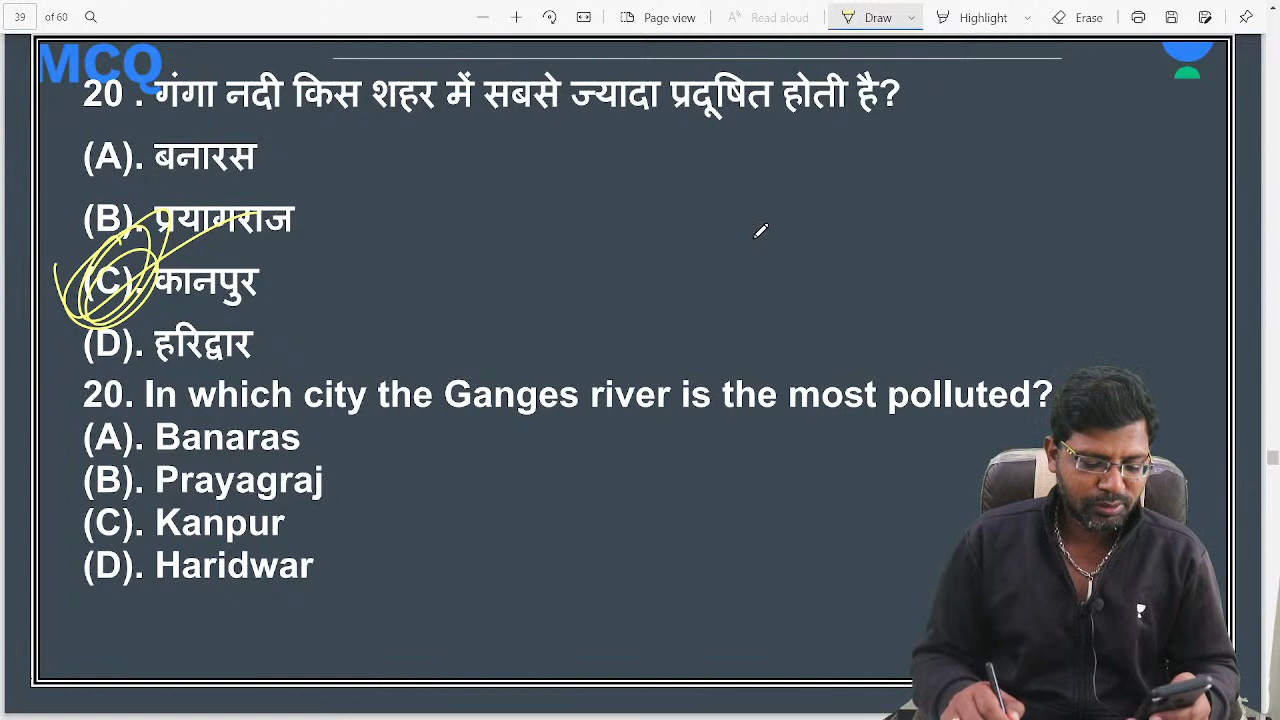 39 of 60 Page view Read aloud Draw Highlight Erase
MCQ
20 . गंगा नदी किस शहर में सबसे ज्यादा प्रदूषित होती है?
(A). बनारस
(B). प्रयागराज
(C). कानपुर
(D). हरिद्वार
20. In which city the Ganges river is the most polluted?
(A). Banaras
(B). Prayagraj
(C). Kanpur
(D). Haridwar